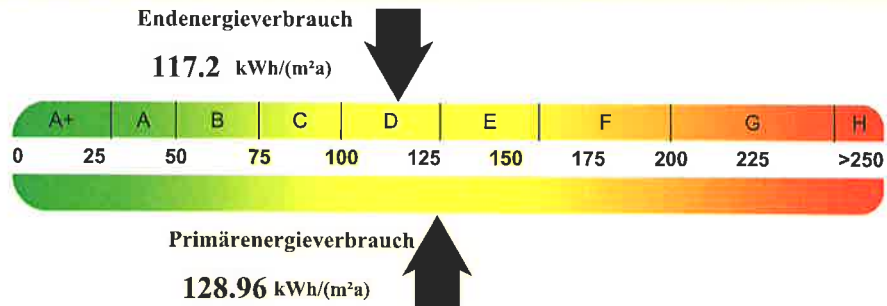 Endenergieverbrauch
117.2 kWh/(m²a)
A+ A B C D E F G H
0 25 50 75 100 125 150 175 200 225 >250
Primärenergieverbrauch
128.96 kWh/(m²a)